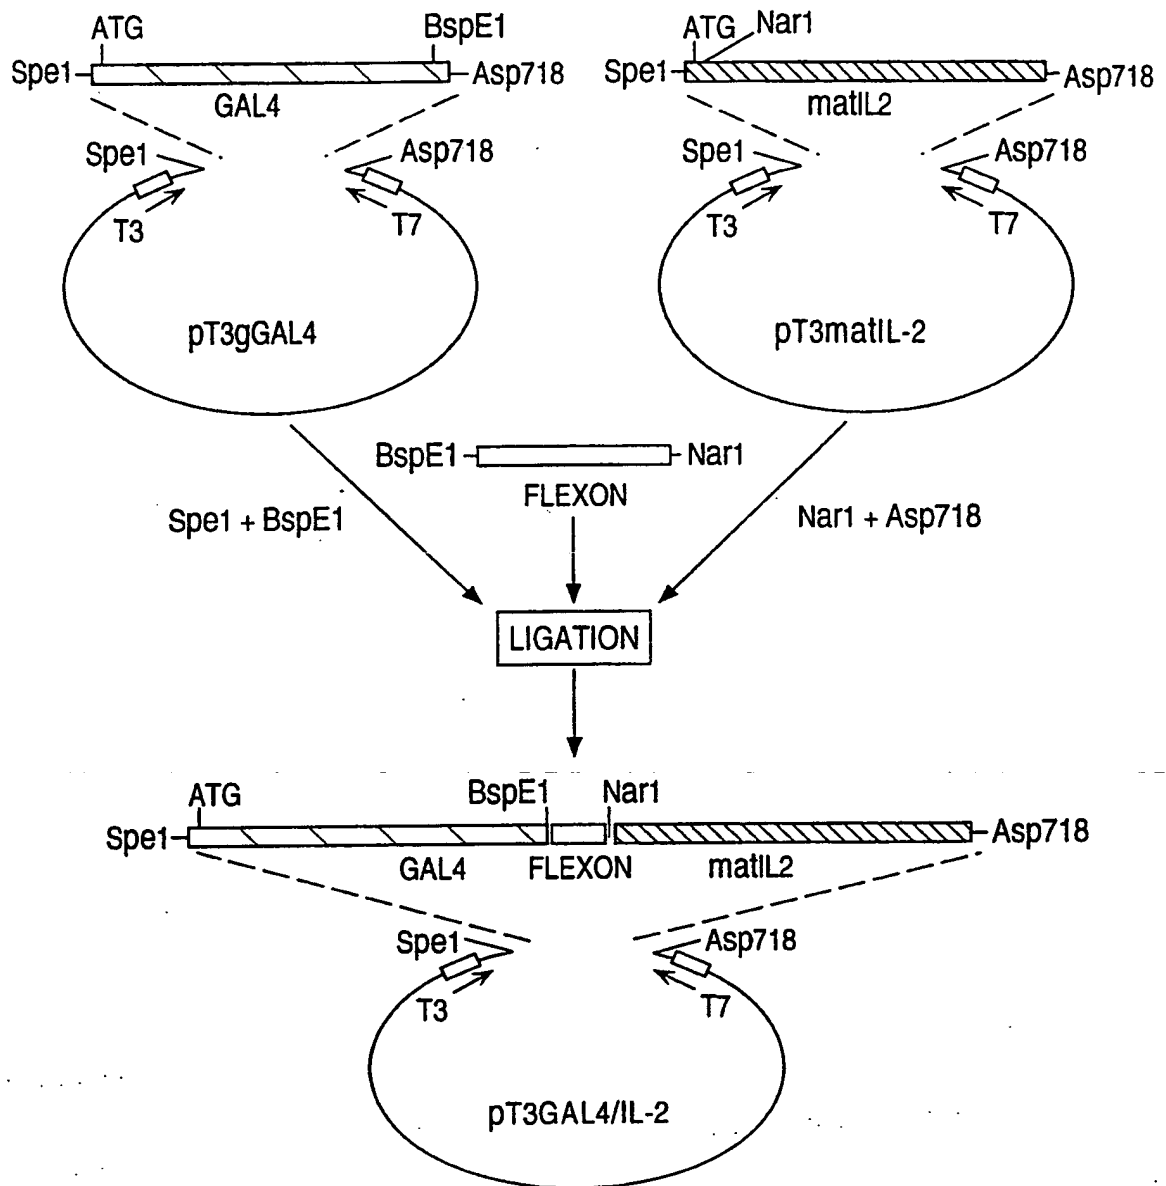 ATG
BspE1
Spe1
Asp718
GAL4
Spe1
Asp718
T3
T7
pT3gGAL4
ATG
Nar1
Spe1
Asp718
matIL2
Spe1
Asp718
T3
T7
pT3matIL-2
BspE1
Nar1
FLEXON
Spe1 + BspE1
Nar1 + Asp718
LIGATION
ATG
BspE1
Nar1
Spe1
Asp718
GAL4
FLEXON
matIL2
Spe1
Asp718
T3
T7
pT3GAL4/IL-2